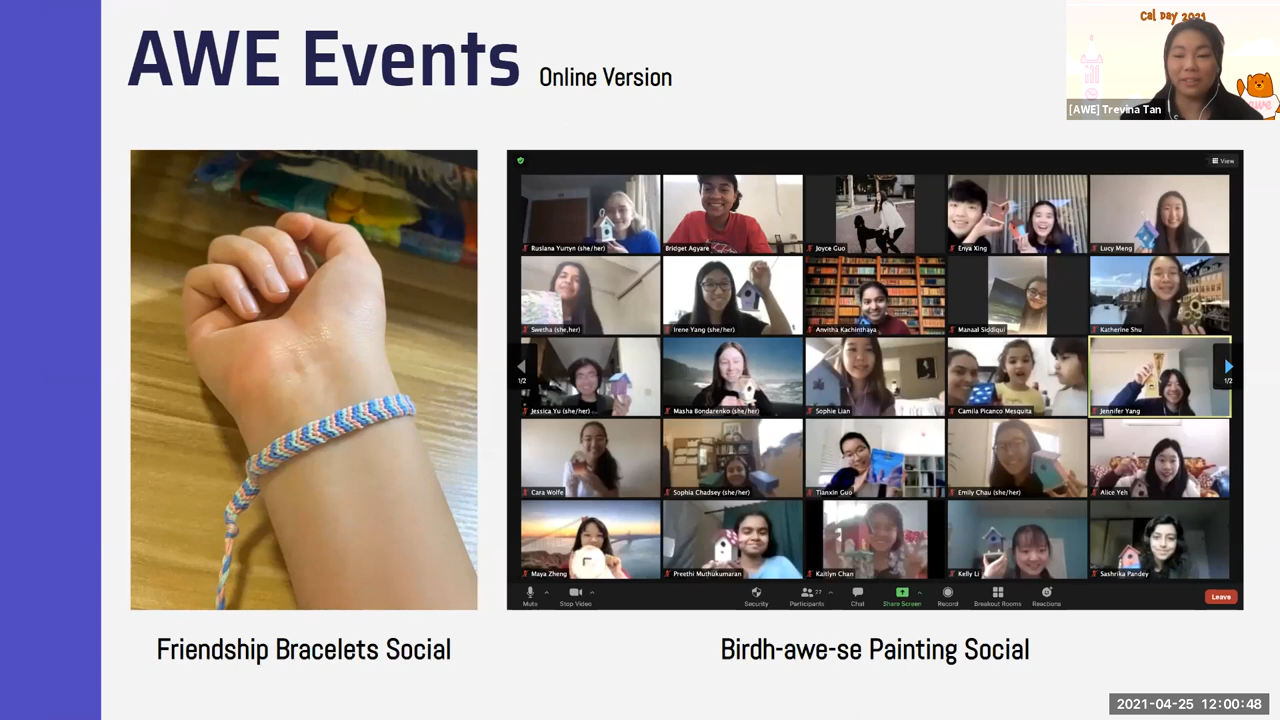 AWE Events
Online Version
Cal Day 2021
[AWE] Trevina Tan
View
Ruslana Yurtyn (she/her)
Bridget Agyare
Joyce Guo
Enya Xing
Lucy Meng
Swetha (she,her)
Irene Yang (she/her)
Anvitha Kachinthaya
Manaal Siddiqui
Katherine Shu
1/2
1/2
Jessica Yu (she/her)
Masha Bondarenko (she/her)
Sophie Lian
Camila Picanco Mesquita
Jennifer Yang
Cara Wolfe
Sophia Chadsey (she/her)
Tianxin Guo
Emily Chau (she/her)
Alice Yeh
Maya Zheng
Preethi Muthukumaran
Kaitlyn Chan
Kelly Li
Sashrika Pandey
Mute
Stop Video
Security
Participants
27
Chat
Share Screen
Record
Breakout Rooms
Reactions
Leave
Friendship Bracelets Social
Birdh-awe-se Painting Social
2021-04-25 12:00:48